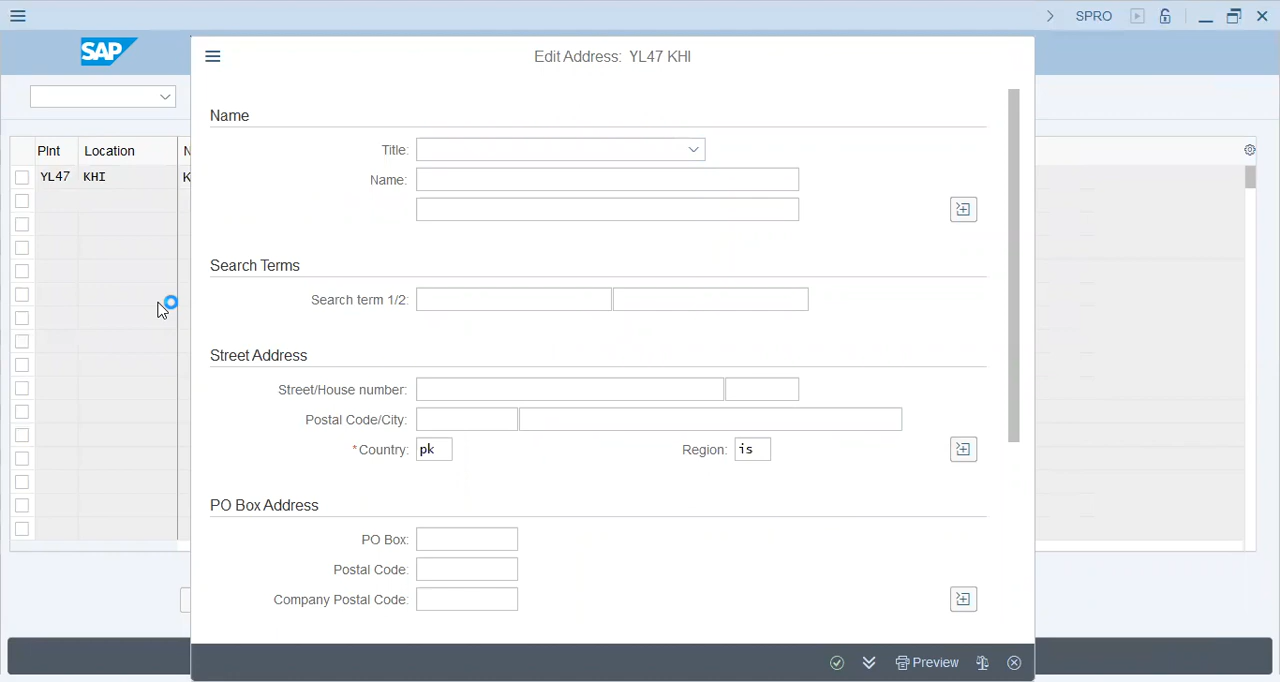 SPRO
SAP
Edit Address: YL47 KHI
Name
Plnt Location N
Title:
YL47 KHI K
Name:
Search Terms
Search term 1/2:
Street Address
Street/House number:
Postal Code/City:
*Country: pk Region: is
PO Box Address
PO Box:
Postal Code:
Company Postal Code:
Preview